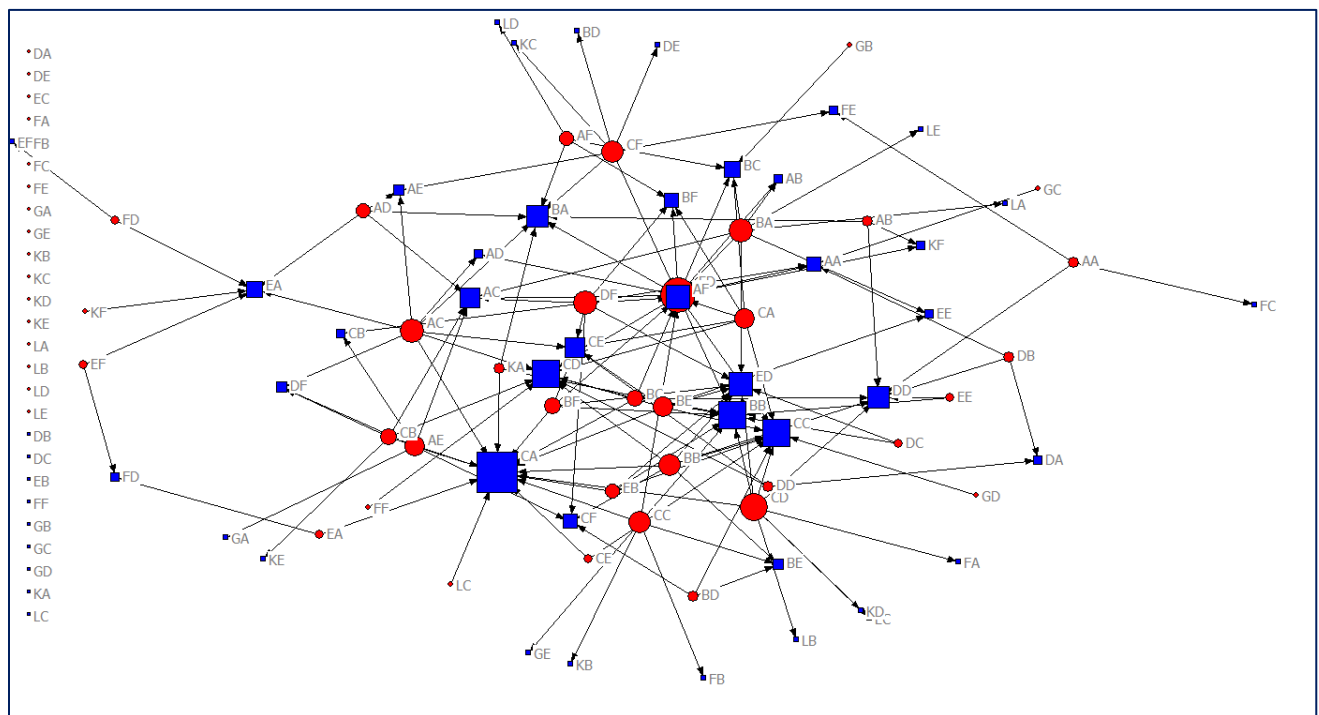 LD
KC
BD
DE
GB
DA
DE
EC
FA
EF
FB
FC
FE
GA
GE
KB
KC
KD
KE
LA
LB
LD
LE
DB
DC
EB
FF
GB
GC
GD
KA
LC
FE
LE
AF
CF
BC
AB
GC
AE
BF
LA
AD
BA
FD
BA
AB
KF
AD
AA
AA
EA
AC
DF
AF
CA
FC
KF
EE
AC
CB
CE
EF
KA
CD
ED
DB
DF
BF
BC
BE
BB
DD
EE
CB
AE
CC
DC
CA
BB
DA
FD
EB
DD
CD
GD
FF
CF
CC
GA
EA
KE
CE
BE
FA
LC
BD
KD
LB
GE
KB
FB